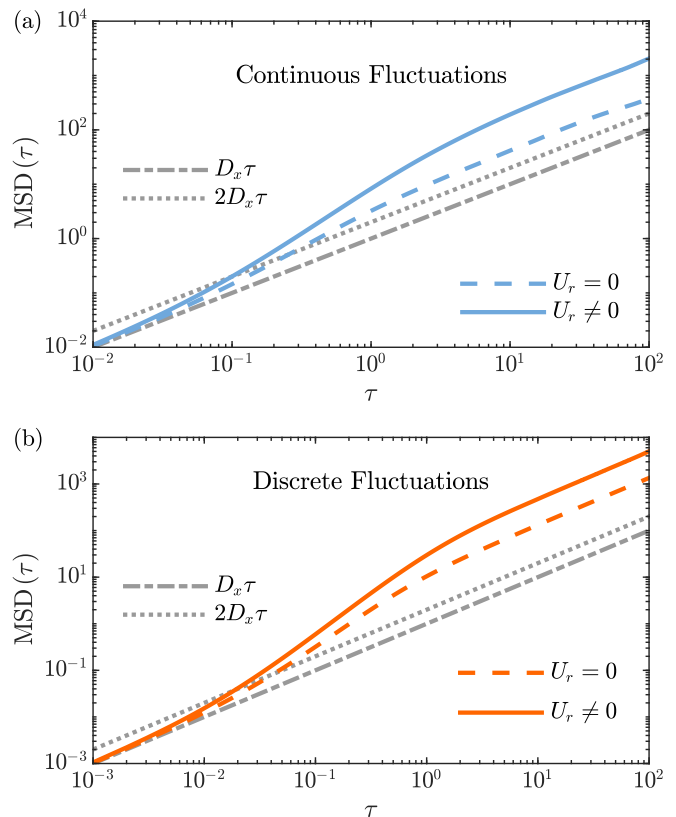 (a)
10^4
Continuous Fluctuations
10^2
D_x τ
2D_x τ
MSD (τ)
10^0
U_r = 0
U_r ≠ 0
10^−2
10^−2 10^−1 10^0 10^1 10^2
τ
(b)
10^3
Discrete Fluctuations
10^1
D_x τ
2D_x τ
MSD (τ)
10^−1
U_r = 0
U_r ≠ 0
10^−3
10^−3 10^−2 10^−1 10^0 10^1 10^2
τ